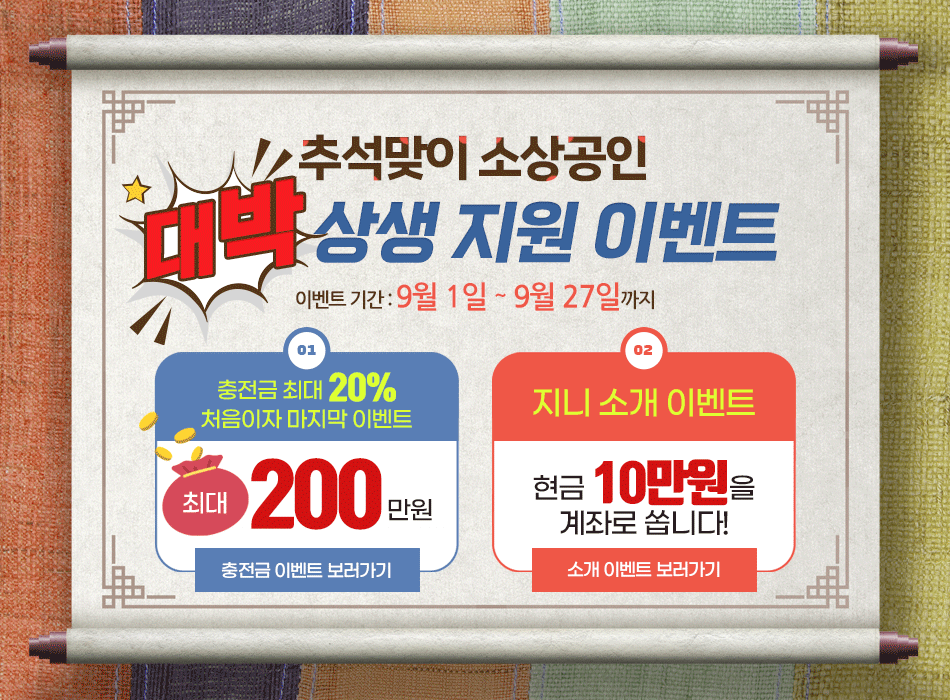 추석맞이 소상공인
대박 상생 지원 이벤트
이벤트 기간 : 9월 1일 ~ 9월 27일까지
01
충전금 최대 20%
처음이자 마지막 이벤트
최대 200 만원
충전금 이벤트 보러가기
02
지니 소개 이벤트
현금 10만원을
계좌로 쏩니다!
소개 이벤트 보러가기